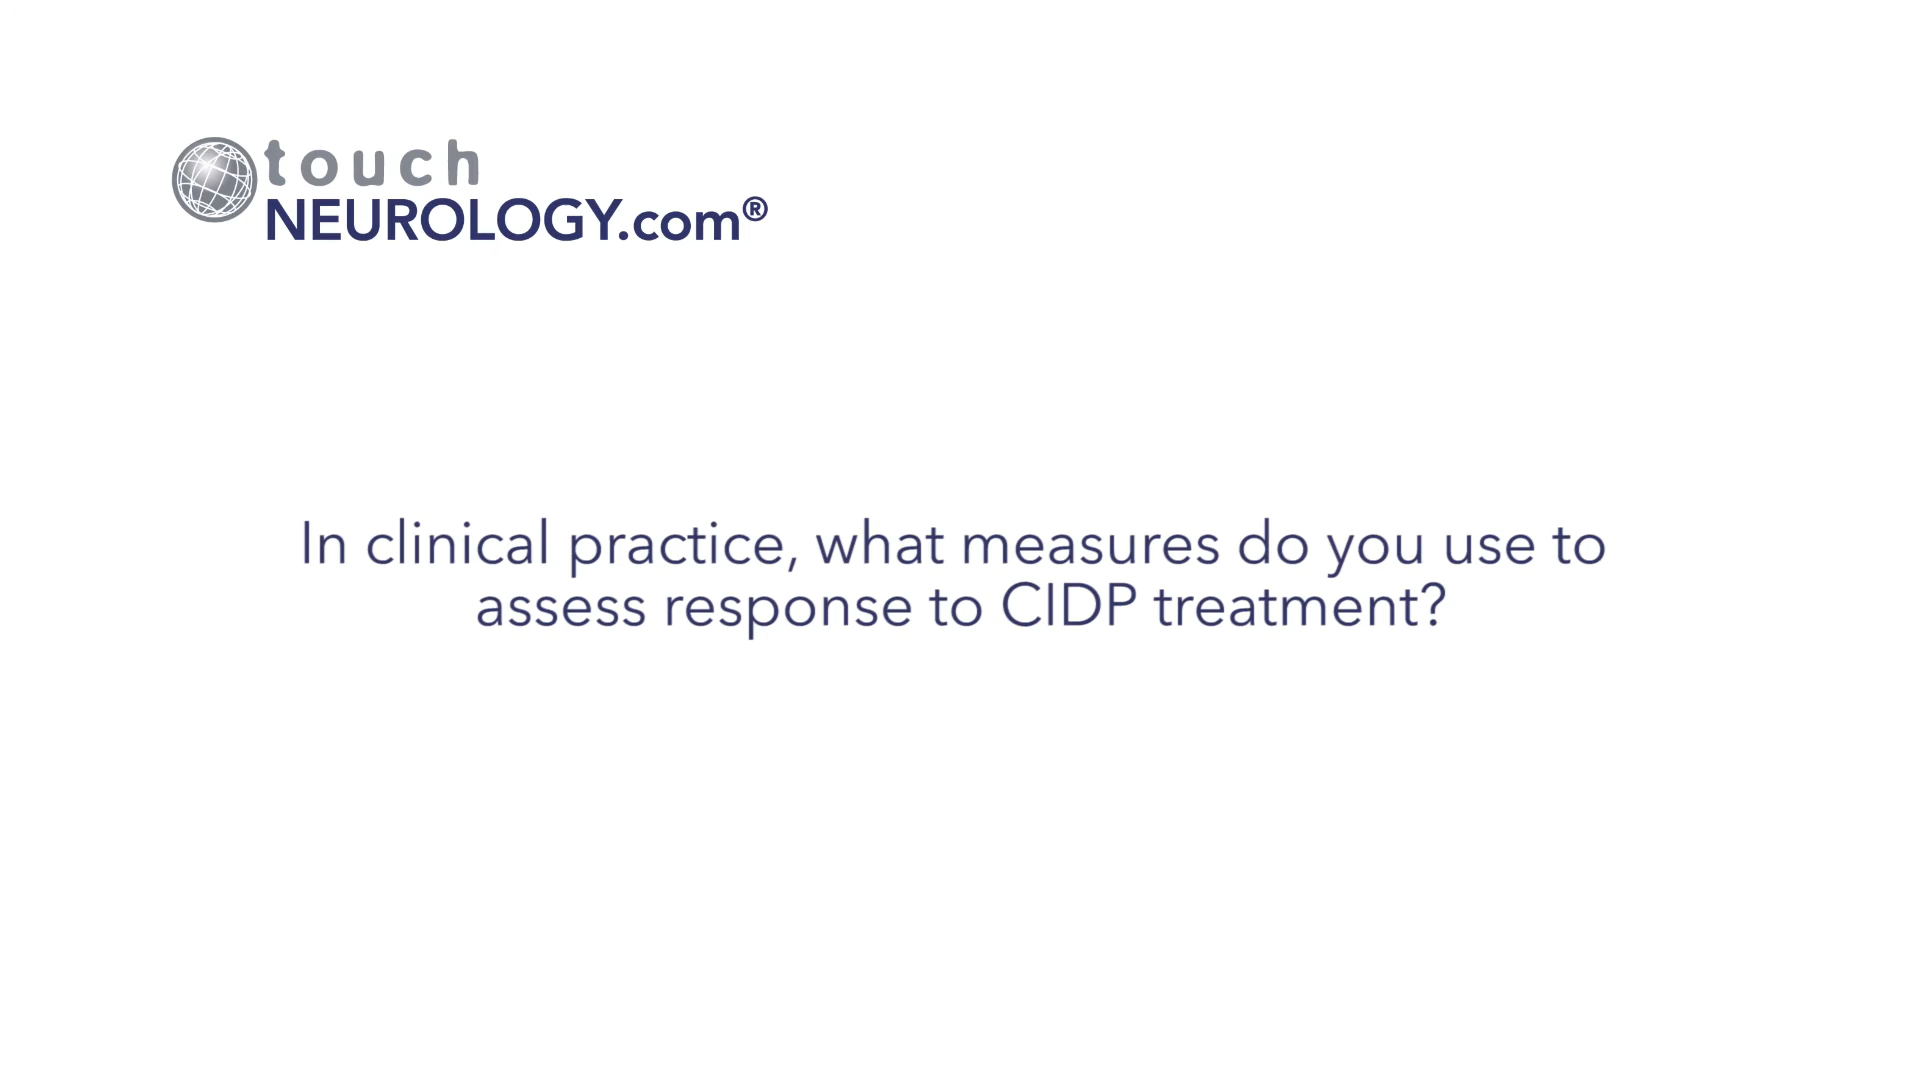 touch
NEUROLOGY.com®
In clinical practice, what measures do you use to
assess response to CIDP treatment?